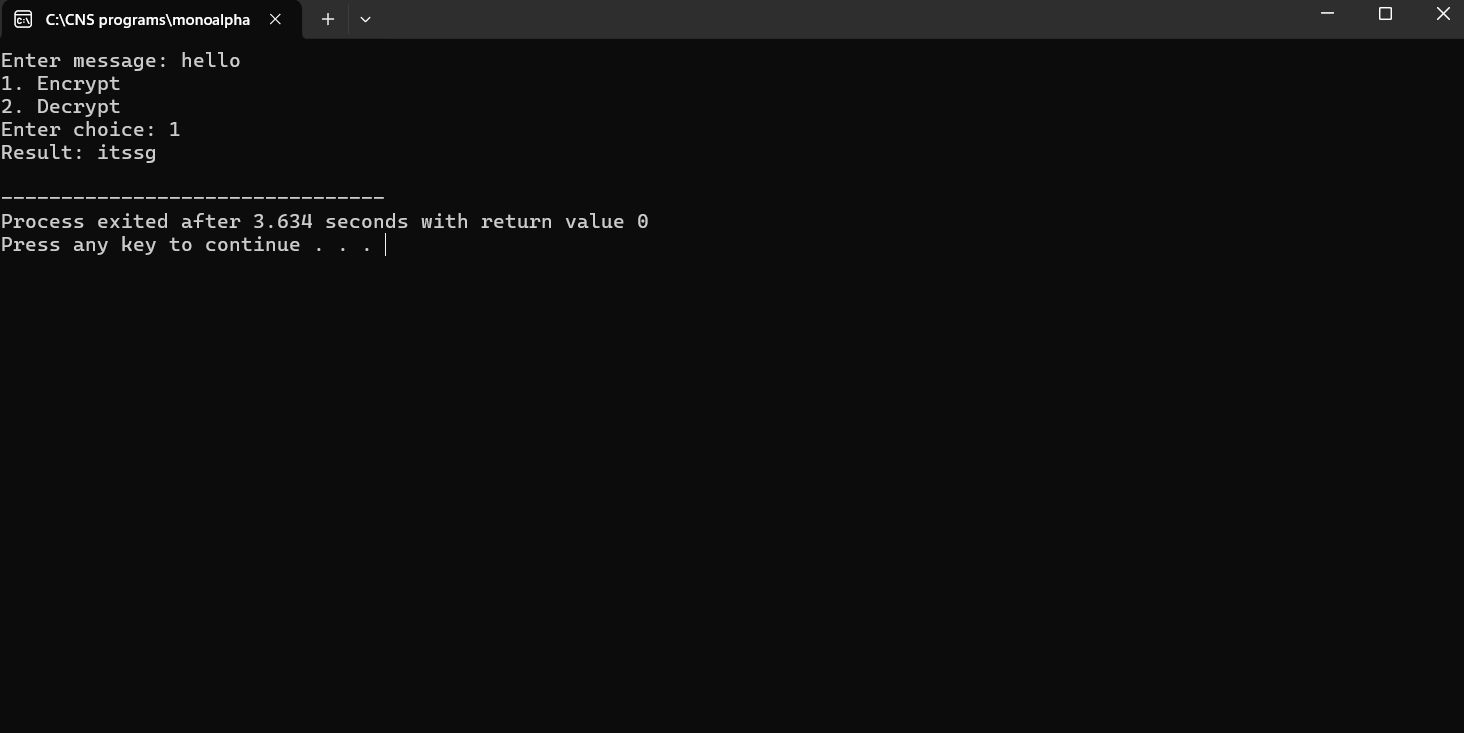 C:\CNS programs\monoalpha
Enter message: hello
1. Encrypt
2. Decrypt
Enter choice: 1
Result: itssg
--------------------------------
Process exited after 3.634 seconds with return value 0
Press any key to continue . . .